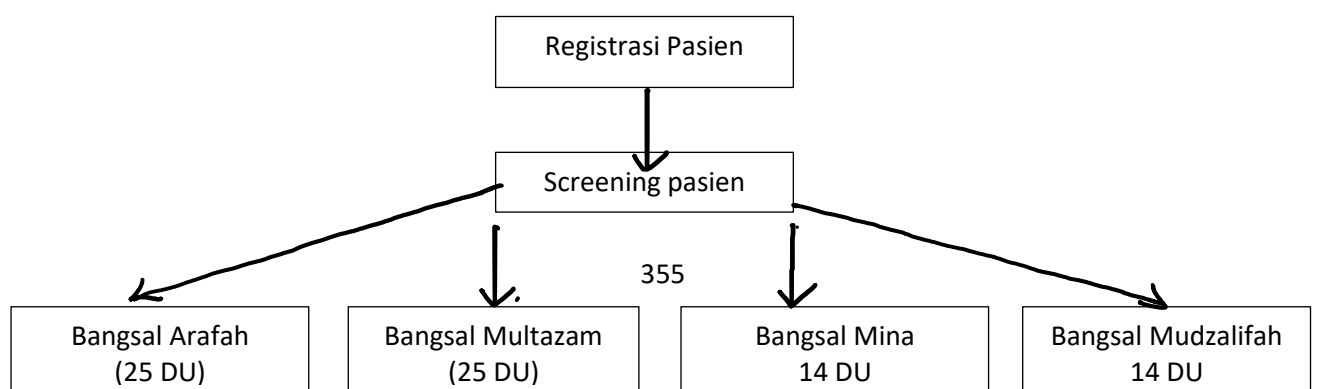 Registrasi Pasien
Screening pasien
355
Bangsal Arafah
(25 DU)
Bangsal Multazam
(25 DU)
Bangsal Mina
14 DU
Bangsal Mudzalifah
14 DU